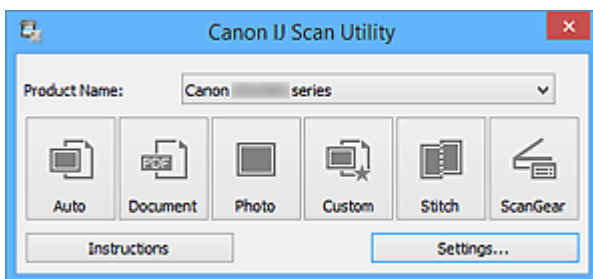 Canon IJ Scan Utility
Product Name: Canon series
PDF
Auto Document Photo Custom Stitch ScanGear
Instructions Settings...